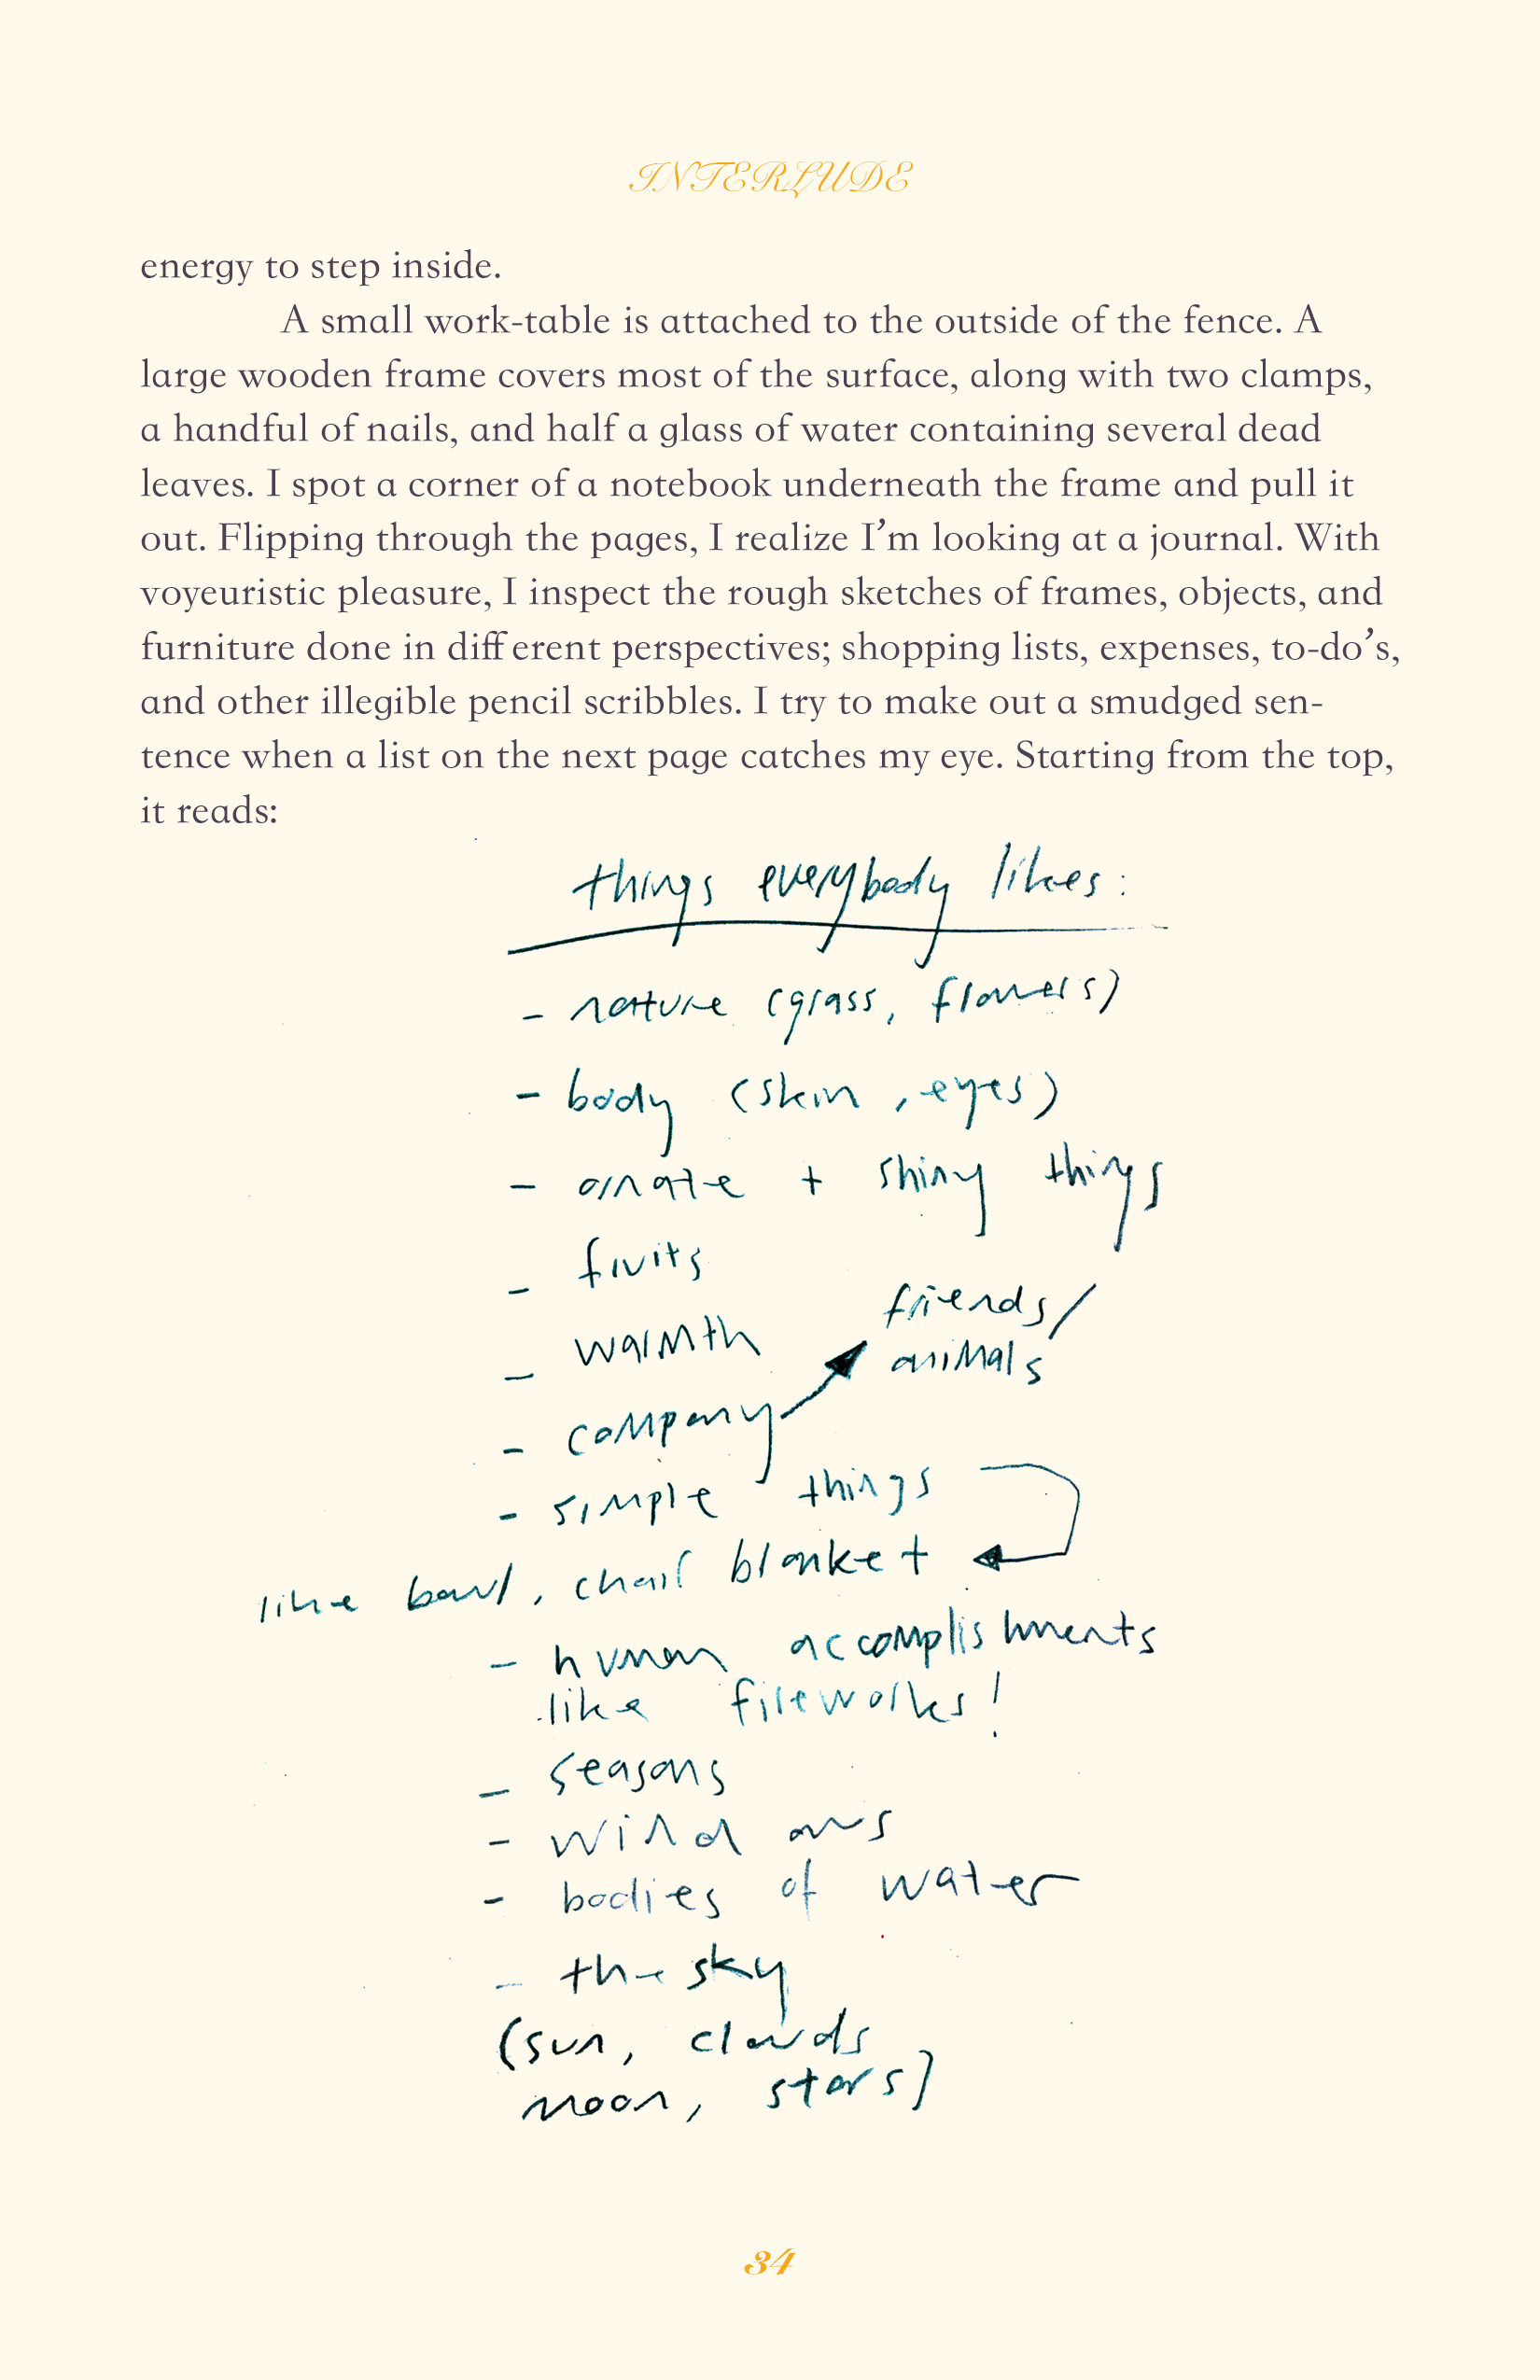 INTERLUDE
energy to step inside.
A small work-table is attached to the outside of the fence. A
large wooden frame covers most of the surface, along with two clamps,
a handful of nails, and half a glass of water containing several dead
leaves. I spot a corner of a notebook underneath the frame and pull it
out. Flipping through the pages, I realize I’m looking at a journal. With
voyeuristic pleasure, I inspect the rough sketches of frames, objects, and
furniture done in different perspectives; shopping lists, expenses, to-do’s,
and other illegible pencil scribbles. I try to make out a smudged sen-
tence when a list on the next page catches my eye. Starting from the top,
it reads:
things everybody likes:
- nature (grass, flowers)
- body (skin, eyes)
- ornate + shiny things
- fruits
- warmth
friends/
animals
- company
- simple things
like bowl, chair blanket
- human accomplishments
like fireworks!
- seasons
- wind
- bodies of water
- the sky
(sun, clouds
moon, stars)
34